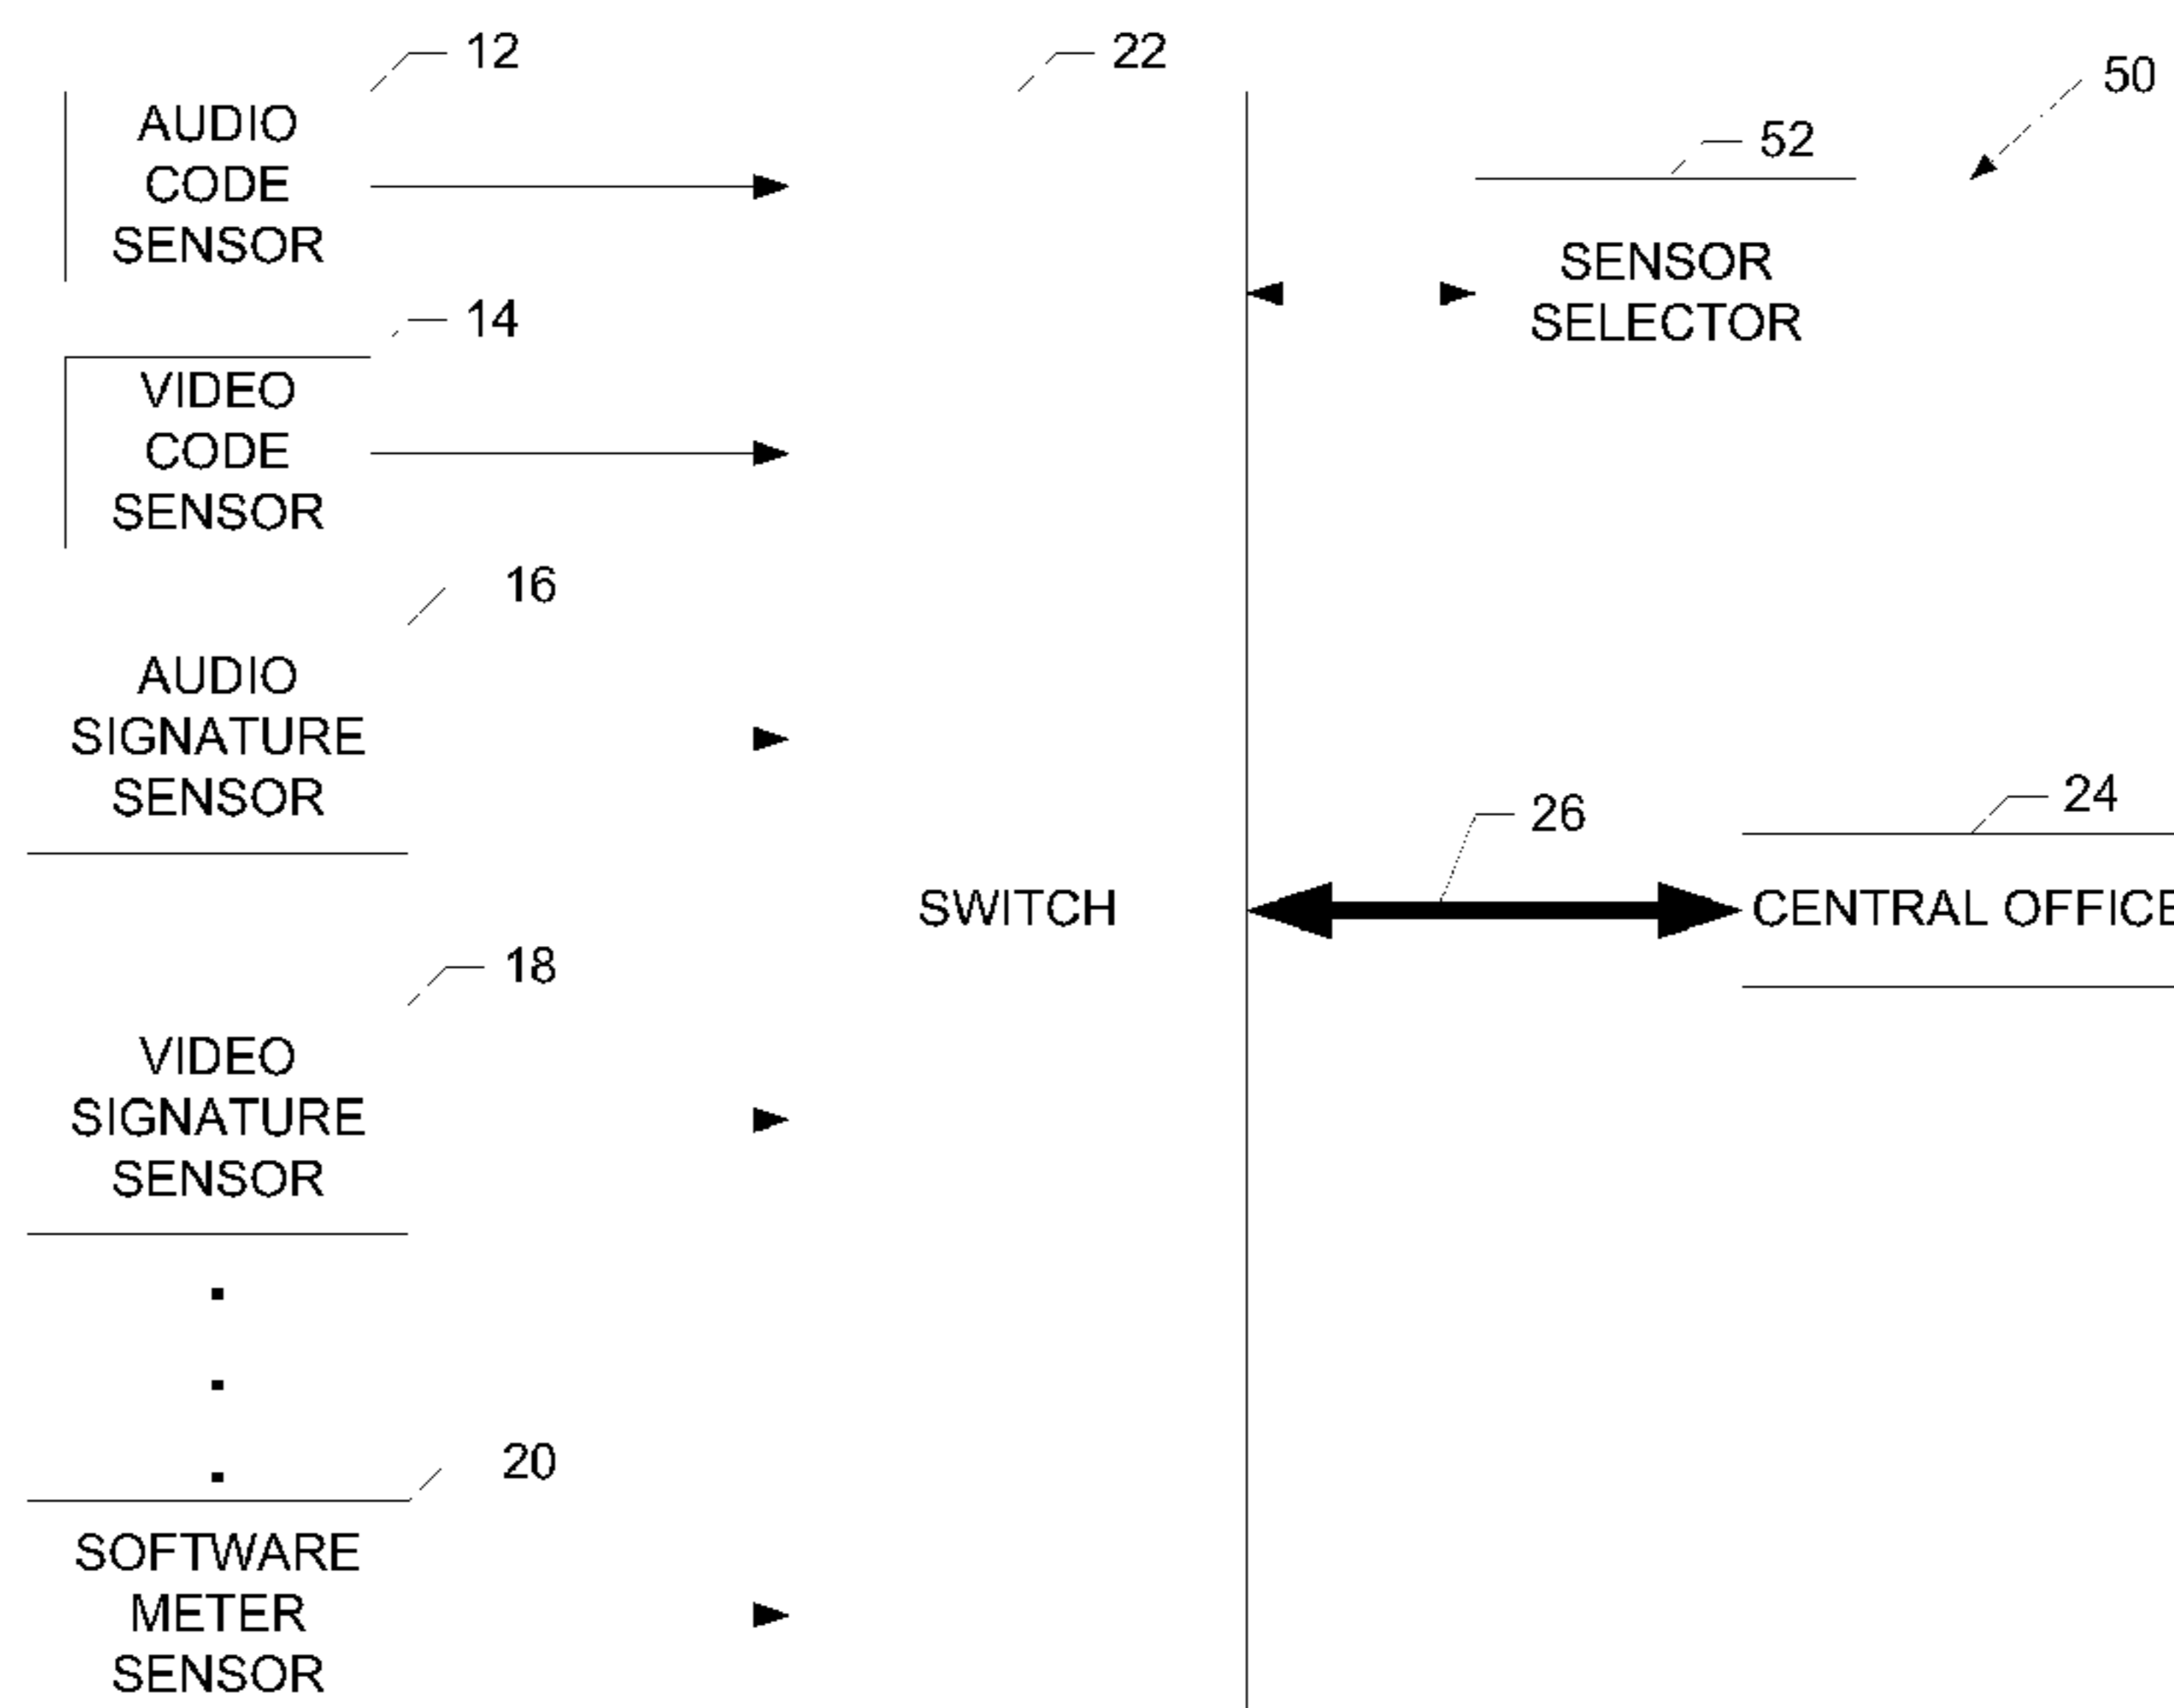 12
AUDIO
CODE
SENSOR
14
VIDEO
CODE
SENSOR
16
AUDIO
SIGNATURE
SENSOR
18
VIDEO
SIGNATURE
SENSOR
20
SOFTWARE
METER
SENSOR
22
SWITCH
50
52
SENSOR
SELECTOR
26
24
CENTRAL OFFICE